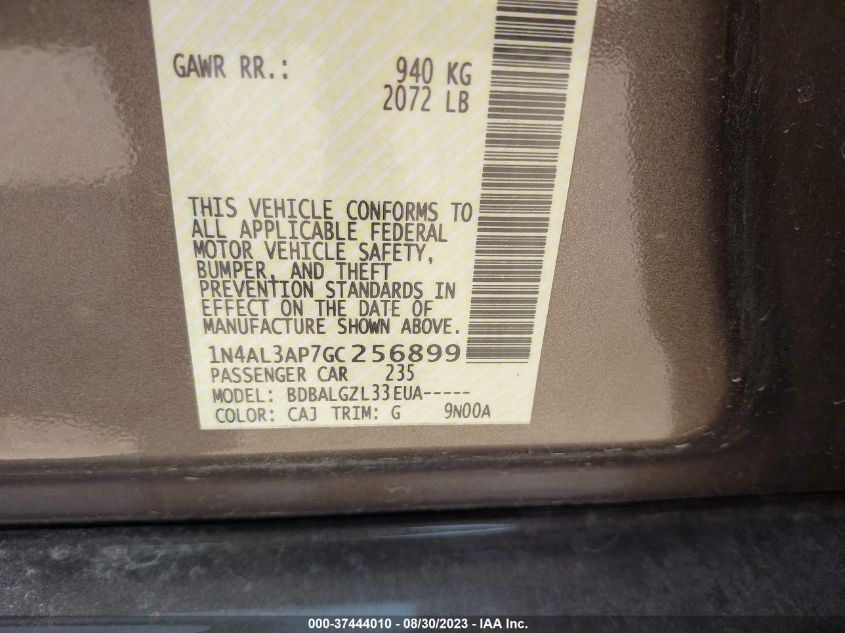 GAWR RR.: 940 KG
2072 LB
THIS VEHICLE CONFORMS TO
ALL APPLICABLE FEDERAL
MOTOR VEHICLE SAFETY,
BUMPER, AND THEFT
PREVENTION STANDARDS IN
EFFECT ON THE DATE OF
MANUFACTURE SHOWN ABOVE.
1N4AL3AP7GC256899
PASSENGER CAR 235
MODEL: BDBALGZL33EUA-----
COLOR: CAJ TRIM: G 9N00A
000-37444010 - 08/30/2023 - © IAA, Inc.